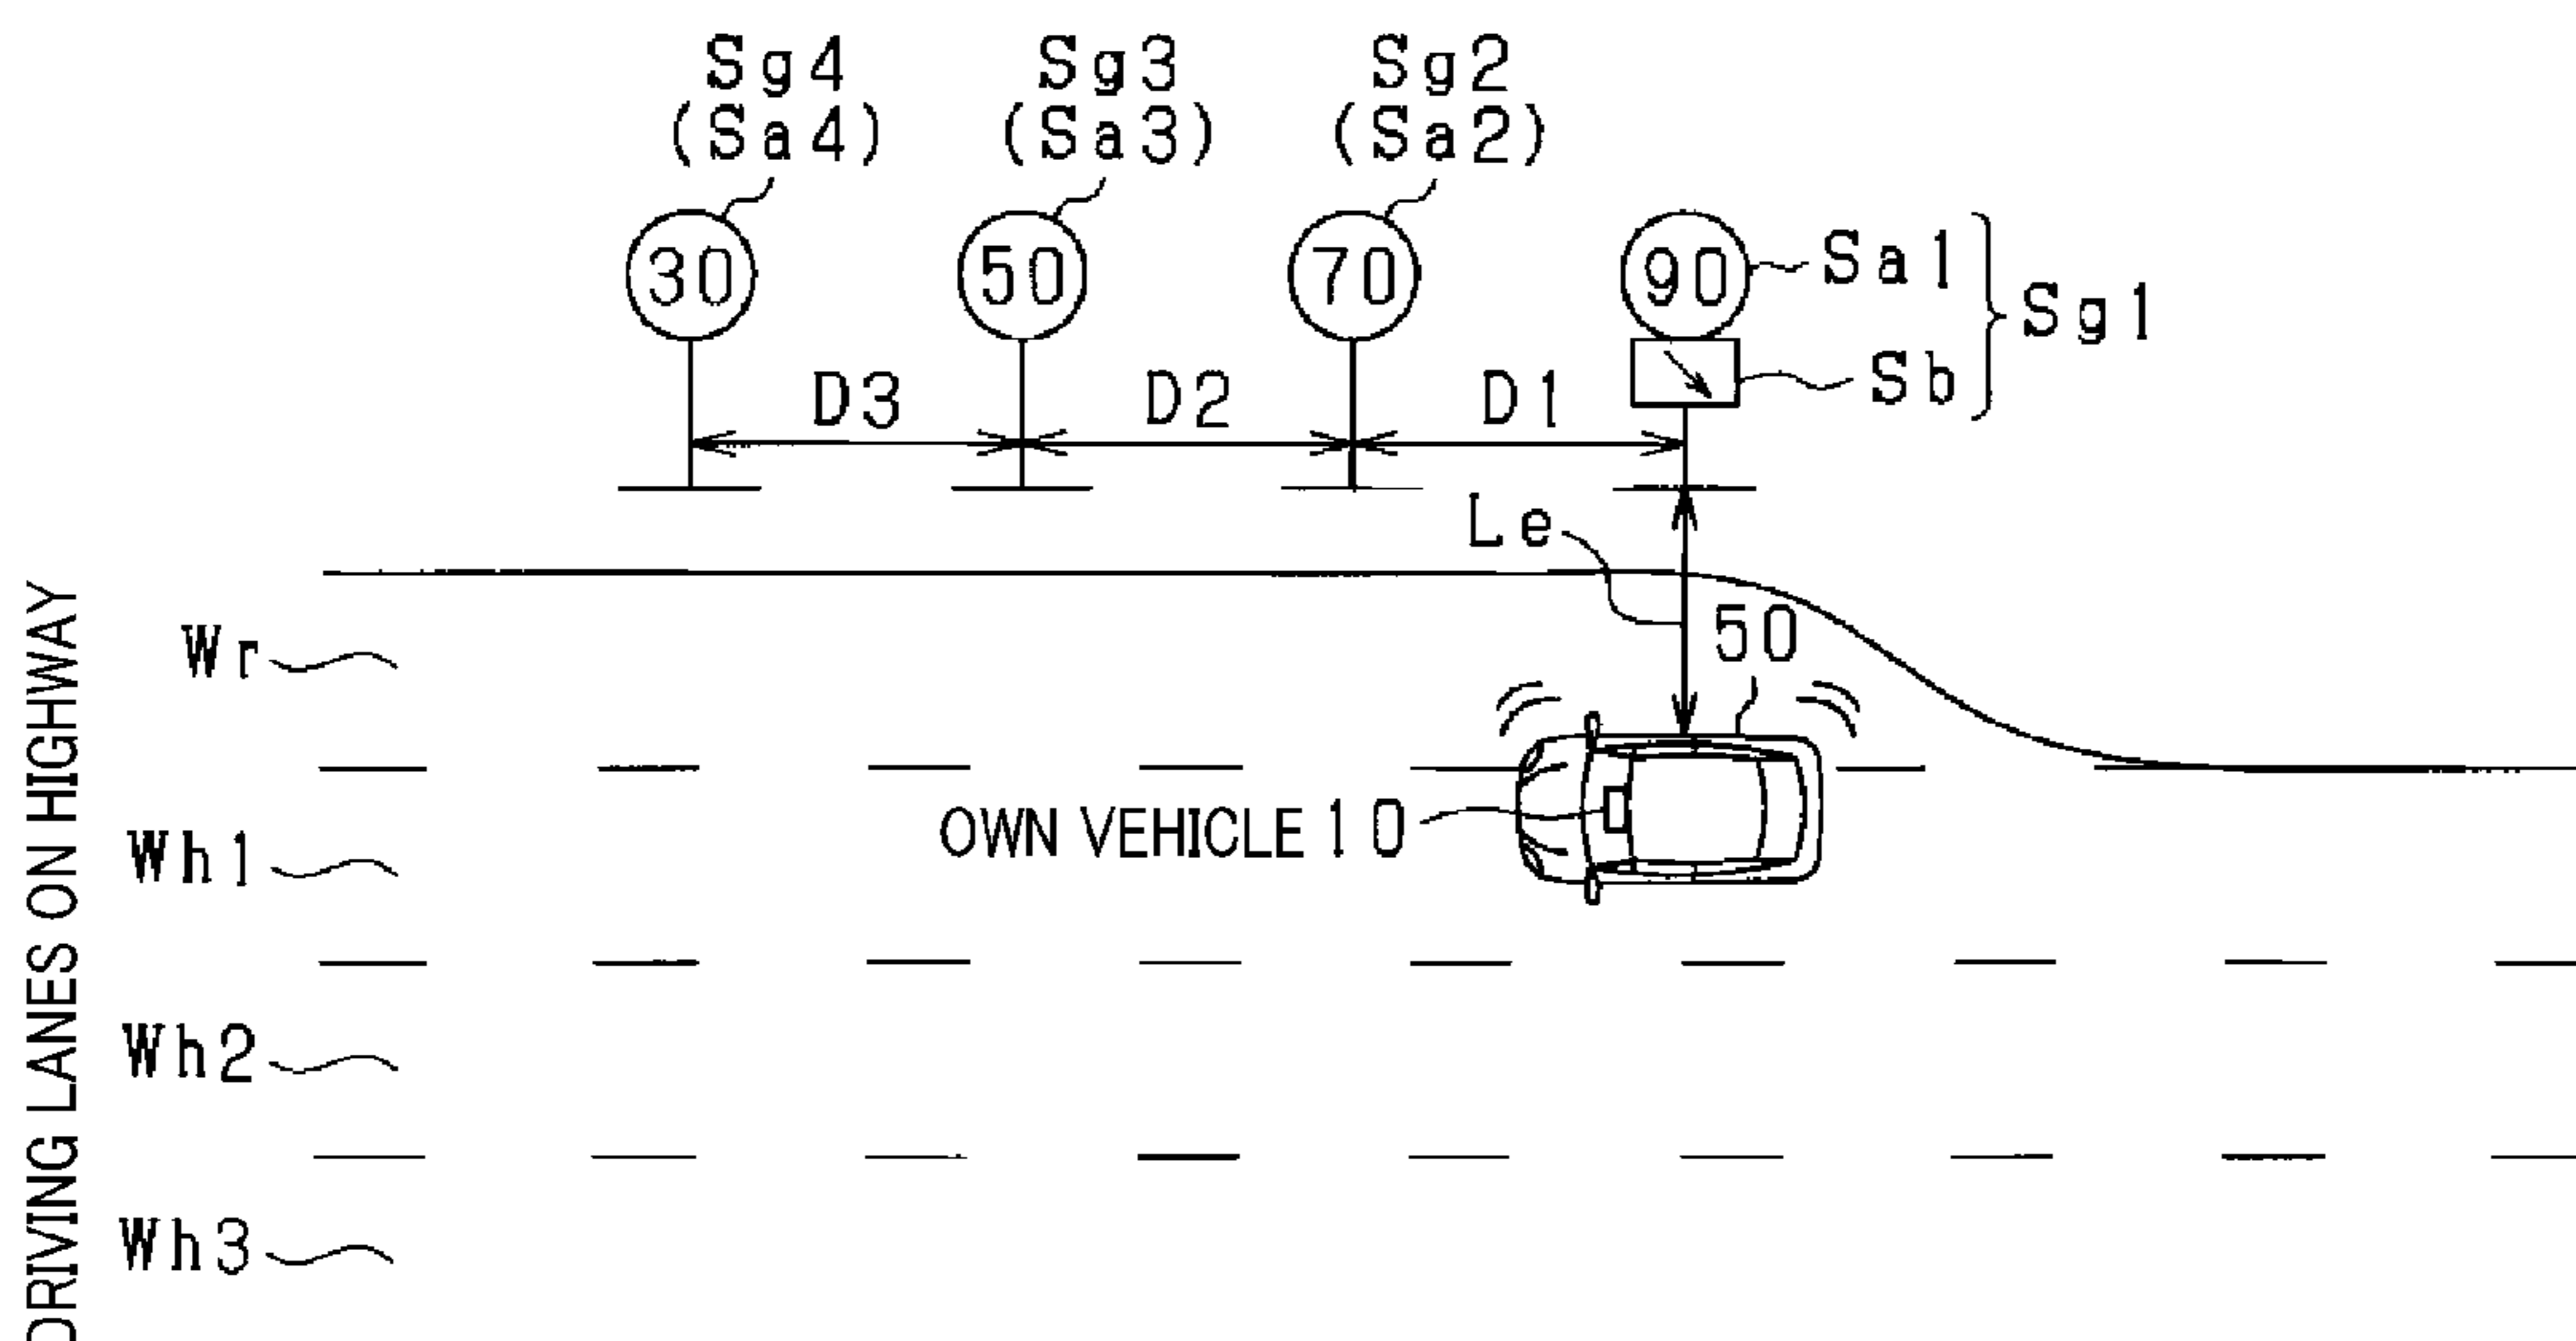 Sg4
(Sa4)
Sg3
(Sa3)
Sg2
(Sa2)
30
50
70
90
Sa1
Sg1
Sb
D3
D2
D1
Le
50
Wr
OWN VEHICLE 10
Wh1
Wh2
Wh3
DRIVING LANES ON HIGHWAY